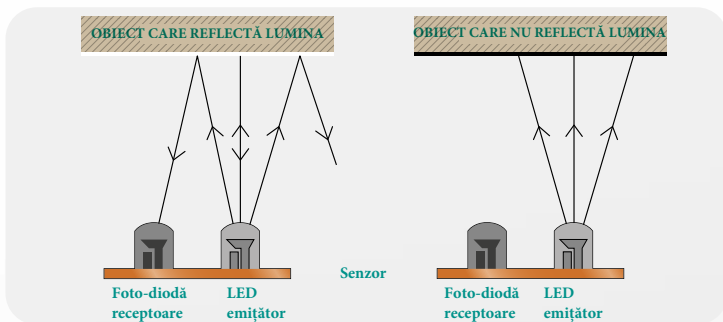 OBIECT CARE REFLECTĂ LUMINA
OBIECT CARE NU REFLECTĂ LUMINA
Senzor
Foto-diodă
receptoare
LED
emițător
Foto-diodă
receptoare
LED
emițător